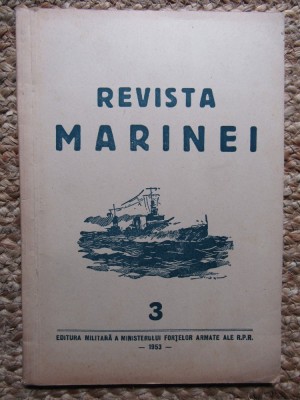 REVISTA
MARINEI
3
EDITURA MILITARĂ A MINISTERULUI FORȚELOR ARMATE ALE R.P.R.
— 1953 —